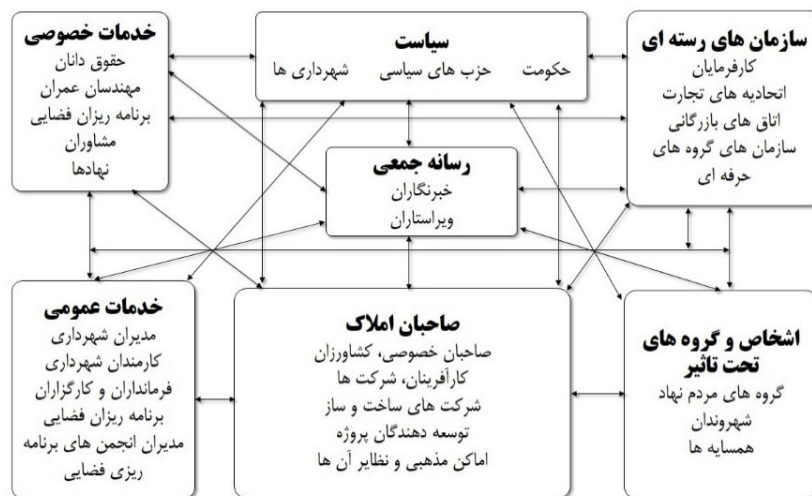 خدمات خصوصی
حقوق دانان
مهندسان عمران
برنامه ریزان فضایی
مشاوران
نهادها
سیاست
حکومت حزب های سیاسی شهرداری ها
سازمان های رسته ای
کارفرمایان
اتحادیه های تجارت
اتاق های بازرگانی
سازمان های گروه های
حرفه ای
رسانه جمعی
خبرنگاران
ویراستاران
خدمات عمومی
مدیران شهرداری
کارمندان شهرداری
فرمانداران و کارگزاران
برنامه ریزان فضایی
مدیران انجمن های برنامه
ریزی فضایی
صاحبان املاک
صاحبان خصوصی، کشاورزان
کارآفرینان، شرکت ها
شرکت های ساخت و ساز
توسعه دهندگان پروژه
اماکن مذهبی و نظایر آن ها
اشخاص و گروه های
تحت تاثیر
گروه های مردم نهاد
شهروندان
همسایه ها